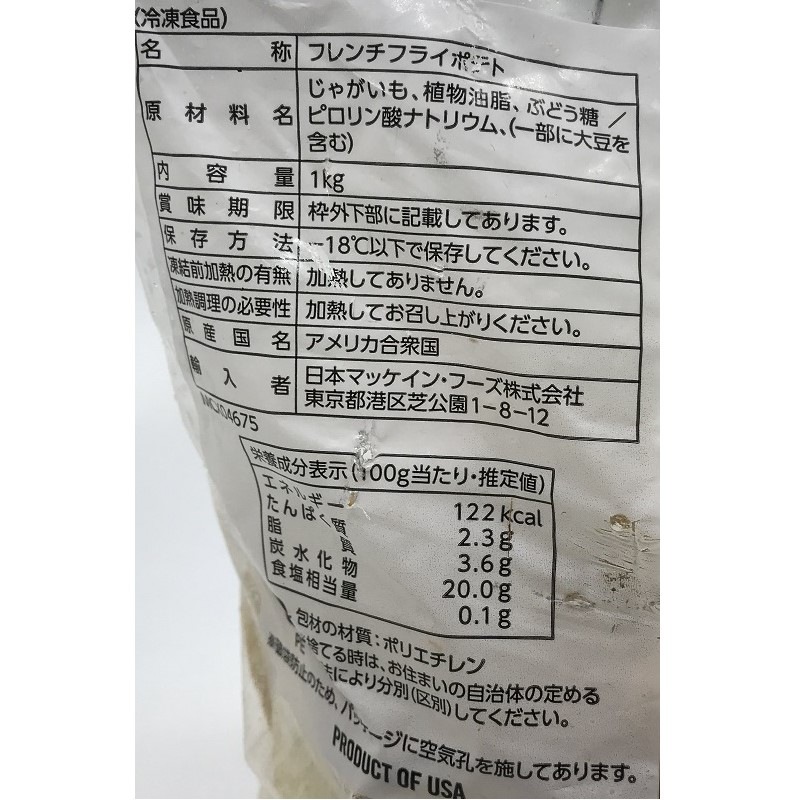 (冷凍食品)
名称 フレンチフライポテト
原材料名 じゃがいも、植物油脂、ぶどう糖／
ピロリン酸ナトリウム、(一部に大豆を
含む)
内容量 1kg
賞味期限 枠外下部に記載してあります。
保存方法 -18℃以下で保存してください。
凍結前加熱の有無 加熱してありません。
加熱調理の必要性 加熱してお召し上がりください。
原産国名 アメリカ合衆国
輸入者 日本マッケイン・フーズ株式会社
東京都港区芝公園1-8-12
MCX04675
栄養成分表示(100g当たり・推定値)
エネルギー 122kcal
たんぱく質 2.3g
脂質 3.6g
炭水化物 20.0g
食塩相当量 0.1g
包材の材質：ポリエチレン
捨てる時は、お住まいの自治体の定める
により分別(区別)してください。
防止のため、パッケージに空気孔を施してあります。
PRODUCT OF USA